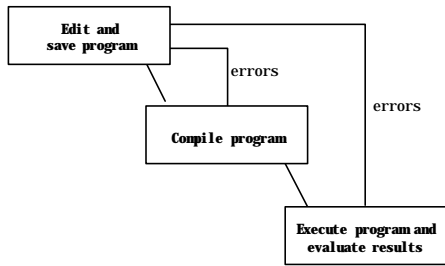 Edit and
save program
errors
errors
Compile program
Execute program and
evaluate results